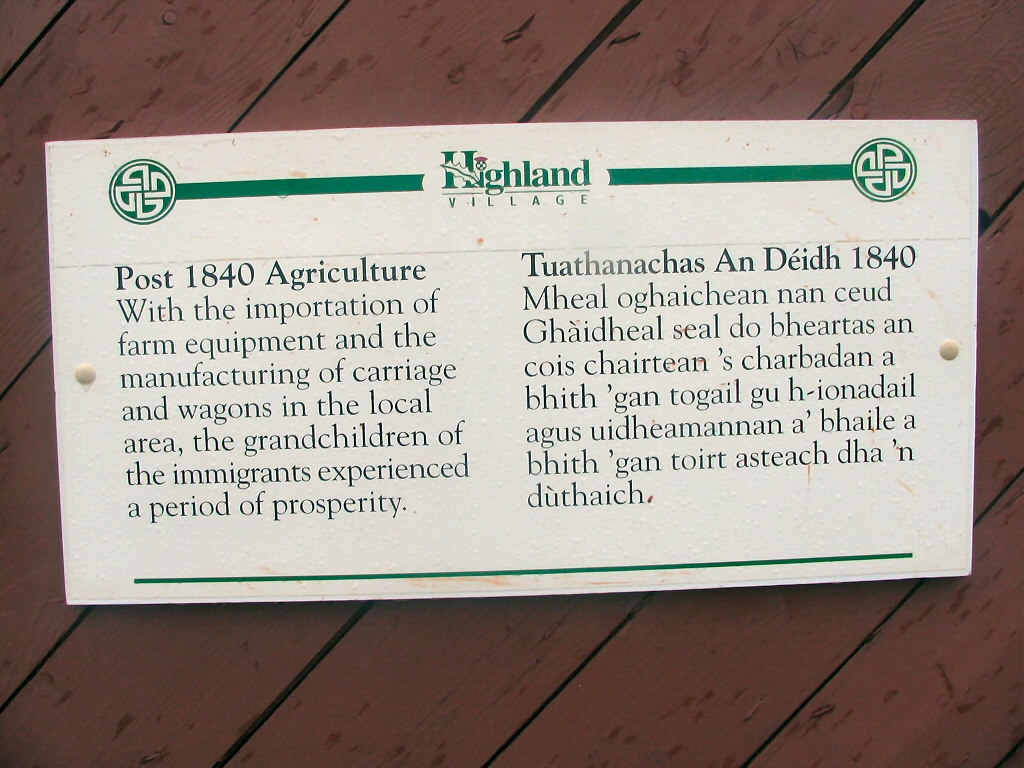 Highland
VILLAGE
Post 1840 Agriculture
With the importation of
farm equipment and the
manufacturing of carriage
and wagons in the local
area, the grandchildren of
the immigrants experienced
a period of prosperity.
Tuathanachas An Déidh 1840
Mheal oghaichean nan ceud
Ghàidheal seal do bheartas an
cois chairtean 's charbadan a
bhith 'gan togail gu h-ionadail
agus uidheamannan a' bhaile a
bhith 'gan toirt asteach dha 'n
dùthaich.